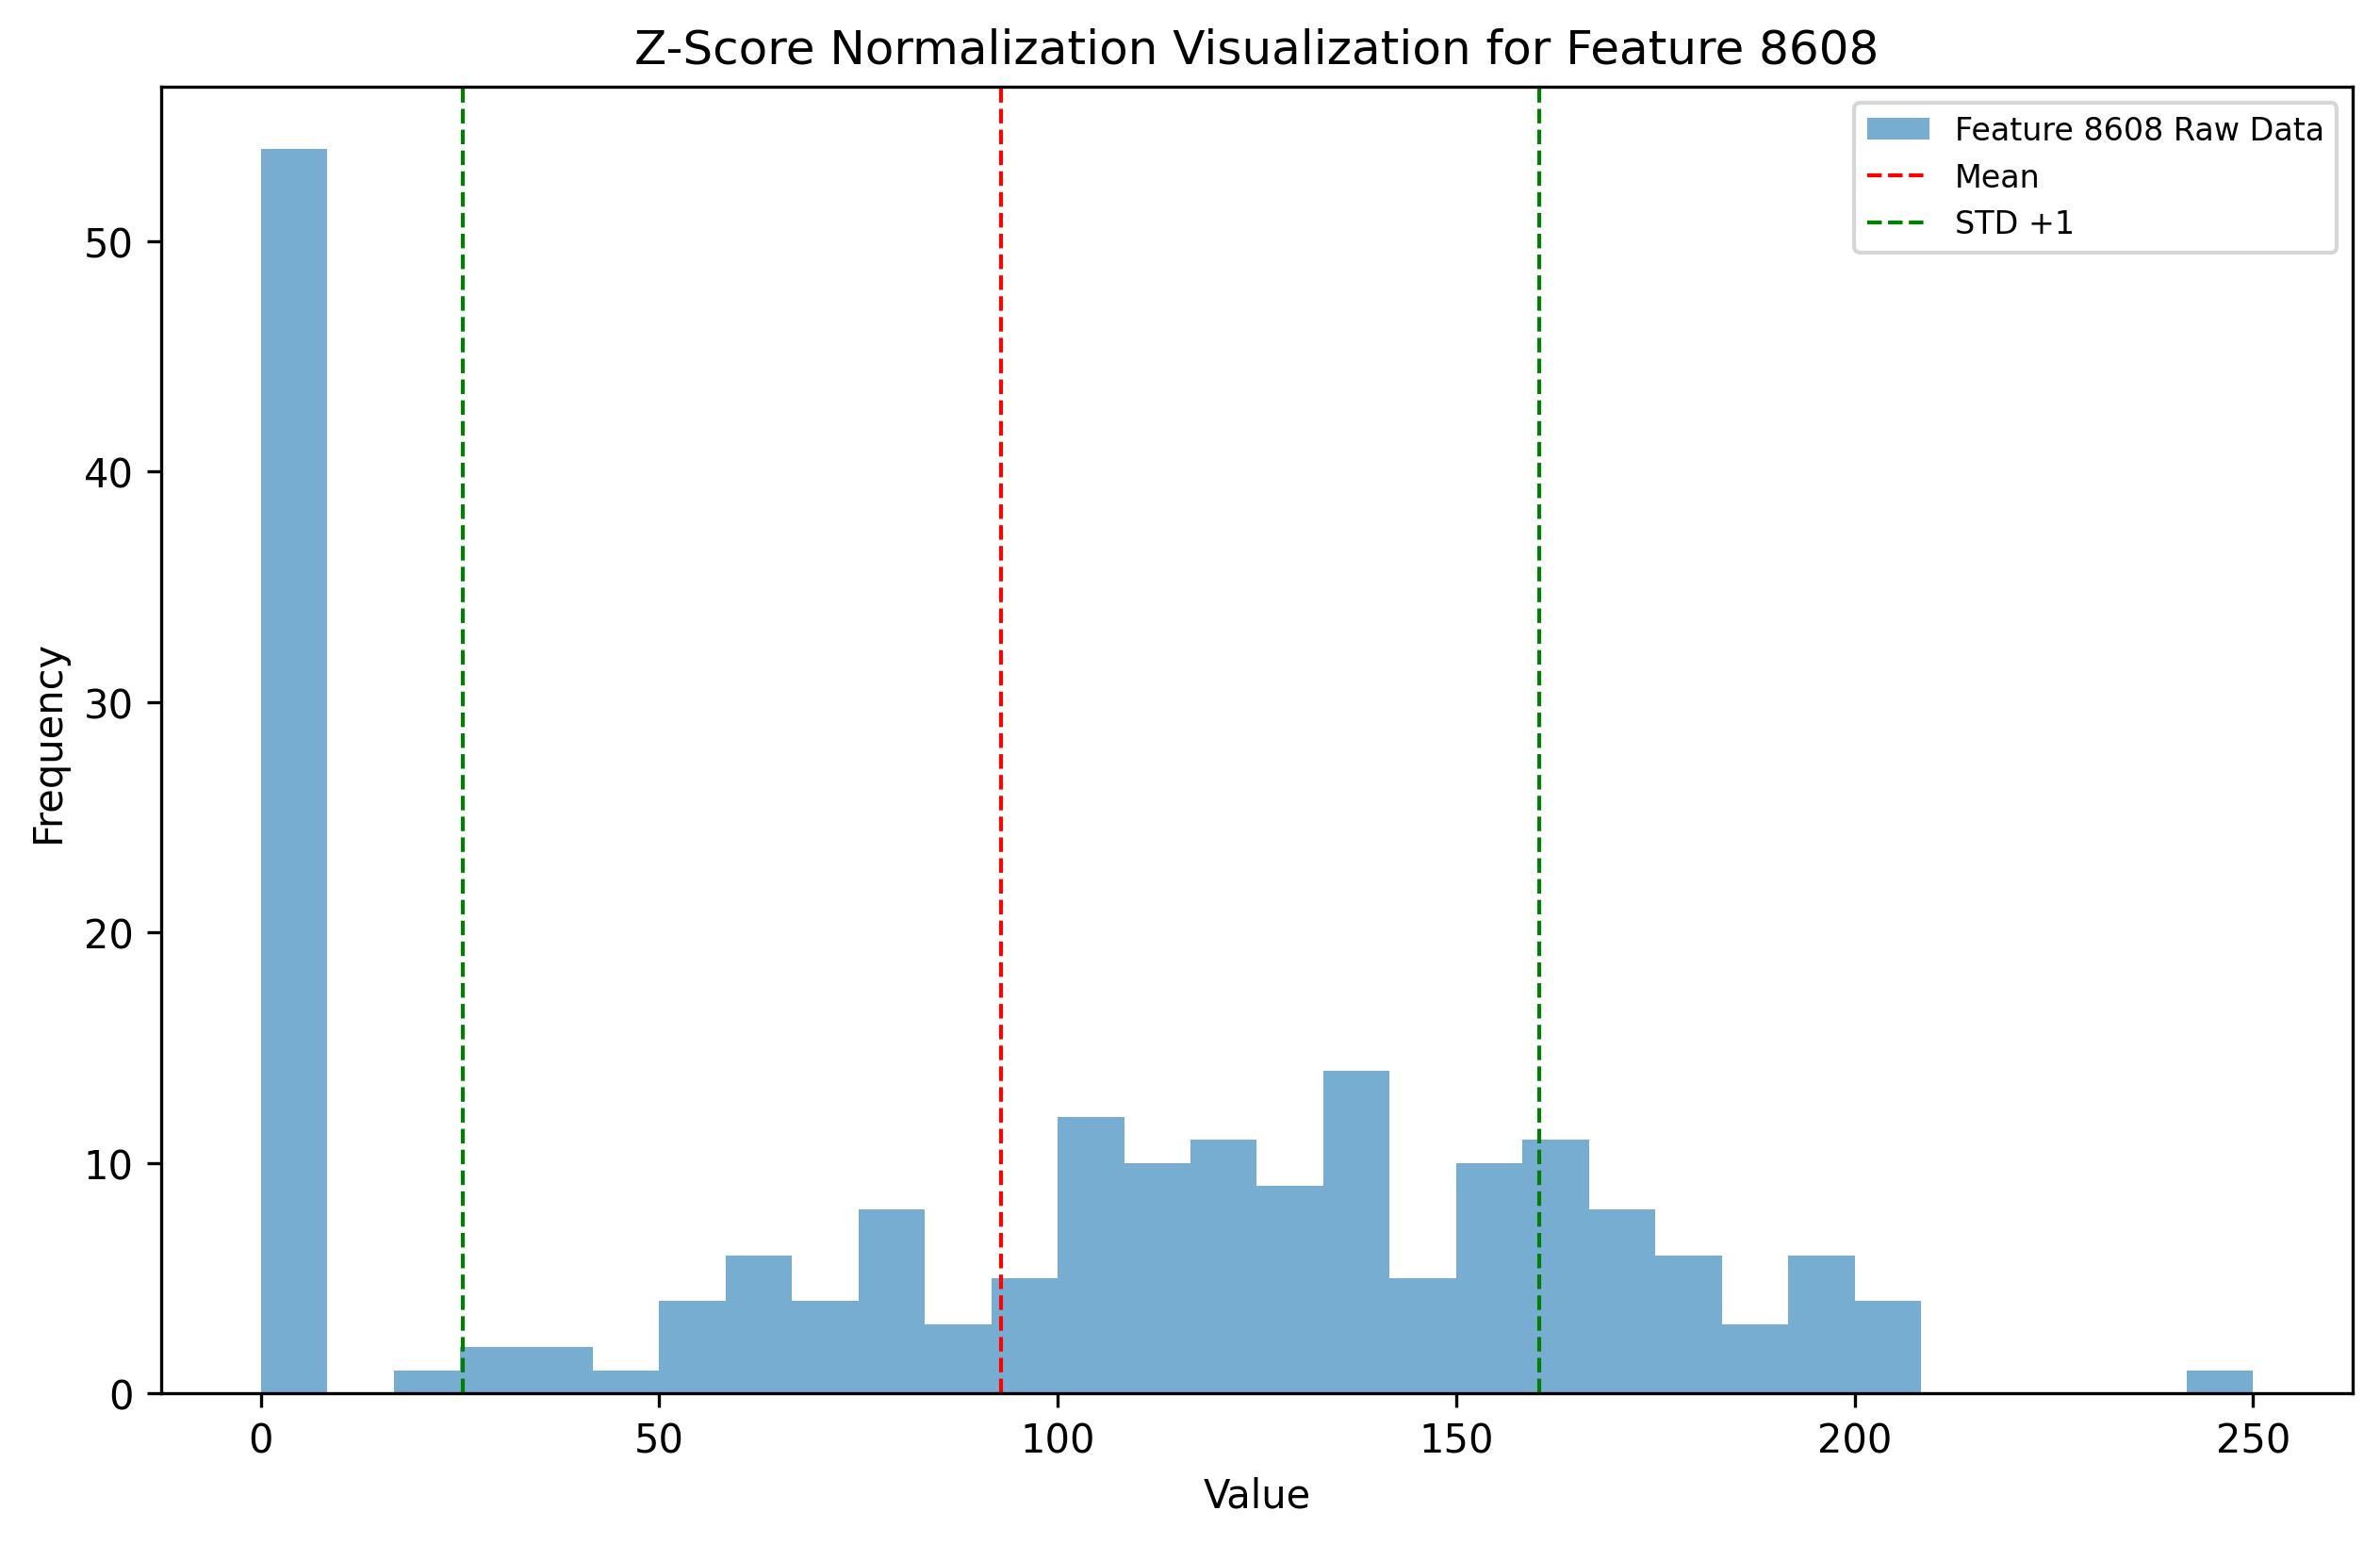 Z-Score Normalization Visualization for Feature 8608
Feature 8608 Raw Data
Mean
STD +1
50
40
30
20
10
0
Frequency
0 50 100 150 200 250
Value